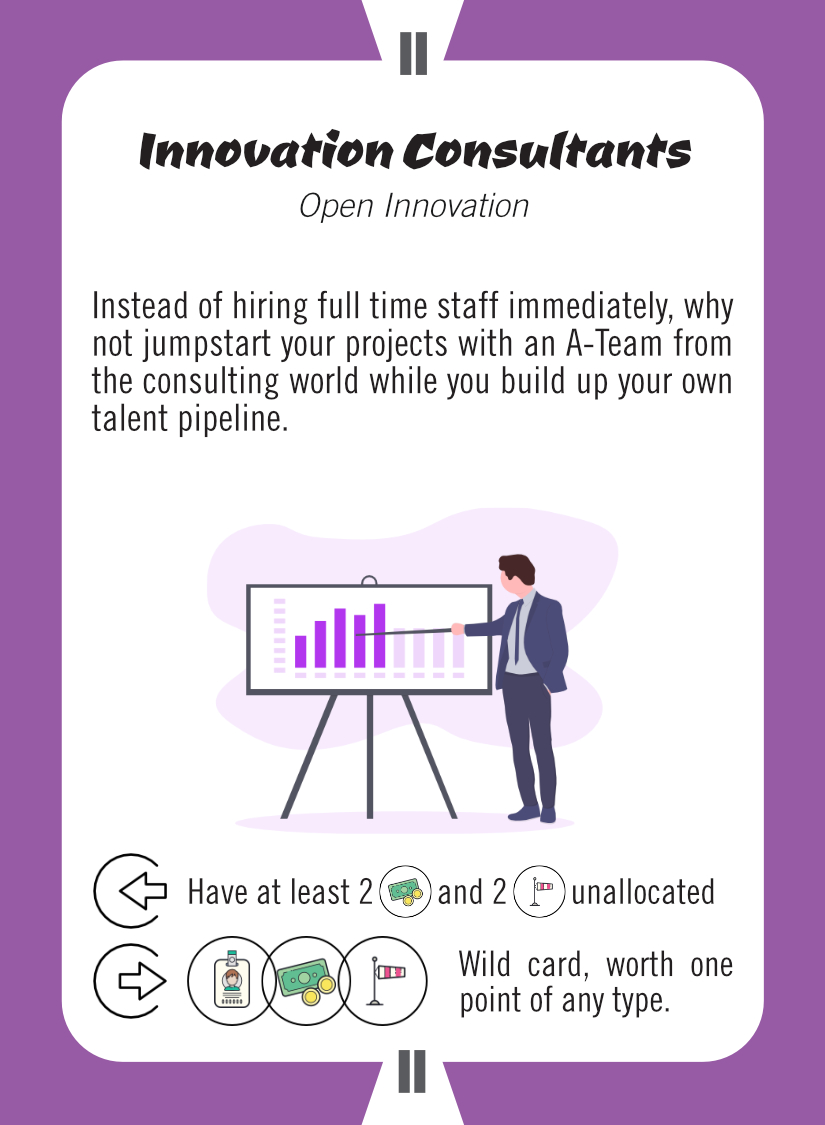 II
Innovation Consultants
Open Innovation
Instead of hiring full time staff immediately, why
not jumpstart your projects with an A-Team from
the consulting world while you build up your own
talent pipeline.
Have at least 2 and 2 unallocated
Wild card, worth one
point of any type.
II